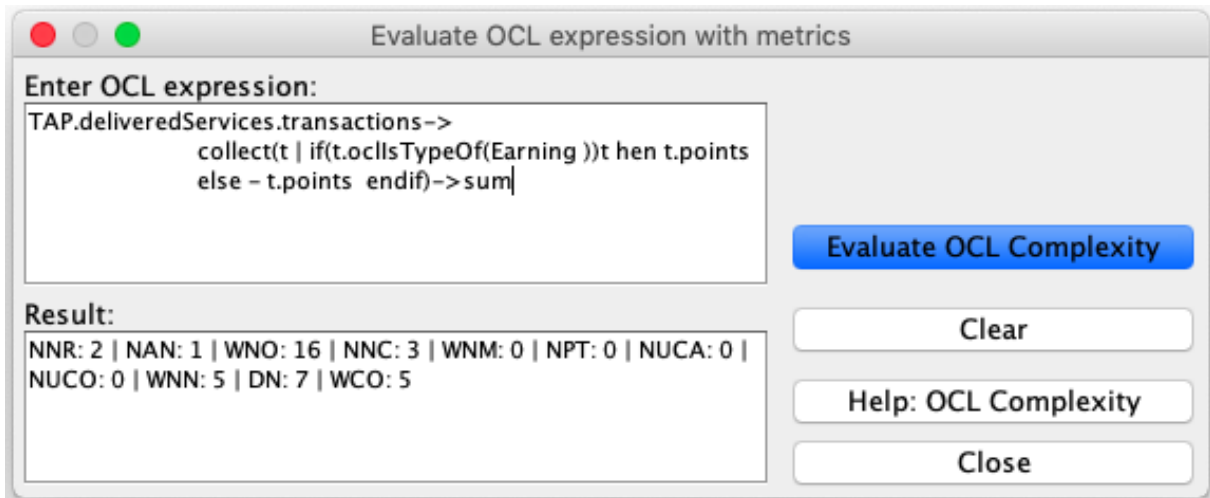 Evaluate OCL expression with metrics
Enter OCL expression:
TAP.deliveredServices.transactions->
collect(t | if(t.oclIsTypeOf(Earning ))t hen t.points
else - t.points  endif)->sum
Evaluate OCL Complexity
Result:
NNR: 2 | NAN: 1 | WNO: 16 | NNC: 3 | WNM: 0 | NPT: 0 | NUCA: 0 |
NUCO: 0 | WNN: 5 | DN: 7 | WCO: 5
Clear
Help: OCL Complexity
Close